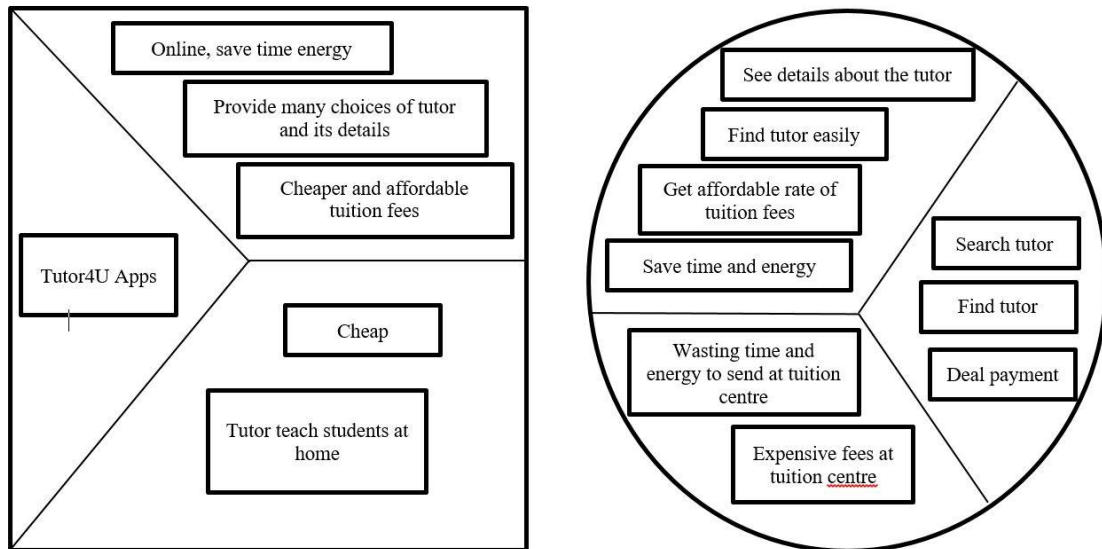 Online, save time energy
Provide many choices of tutor
and its details
Cheaper and affordable
tuition fees
Tutor4U Apps
Cheap
Tutor teach students at
home
See details about the tutor
Find tutor easily
Get affordable rate of
tuition fees
Save time and energy
Search tutor
Find tutor
Deal payment
Wasting time and
energy to send at tuition
centre
Expensive fees at
tuition centre